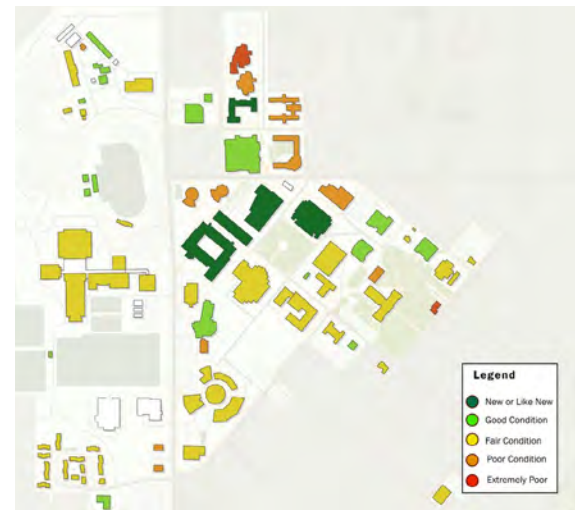 Legend
New or Like New
Good Condition
Fair Condition
Poor Condition
Extremely Poor